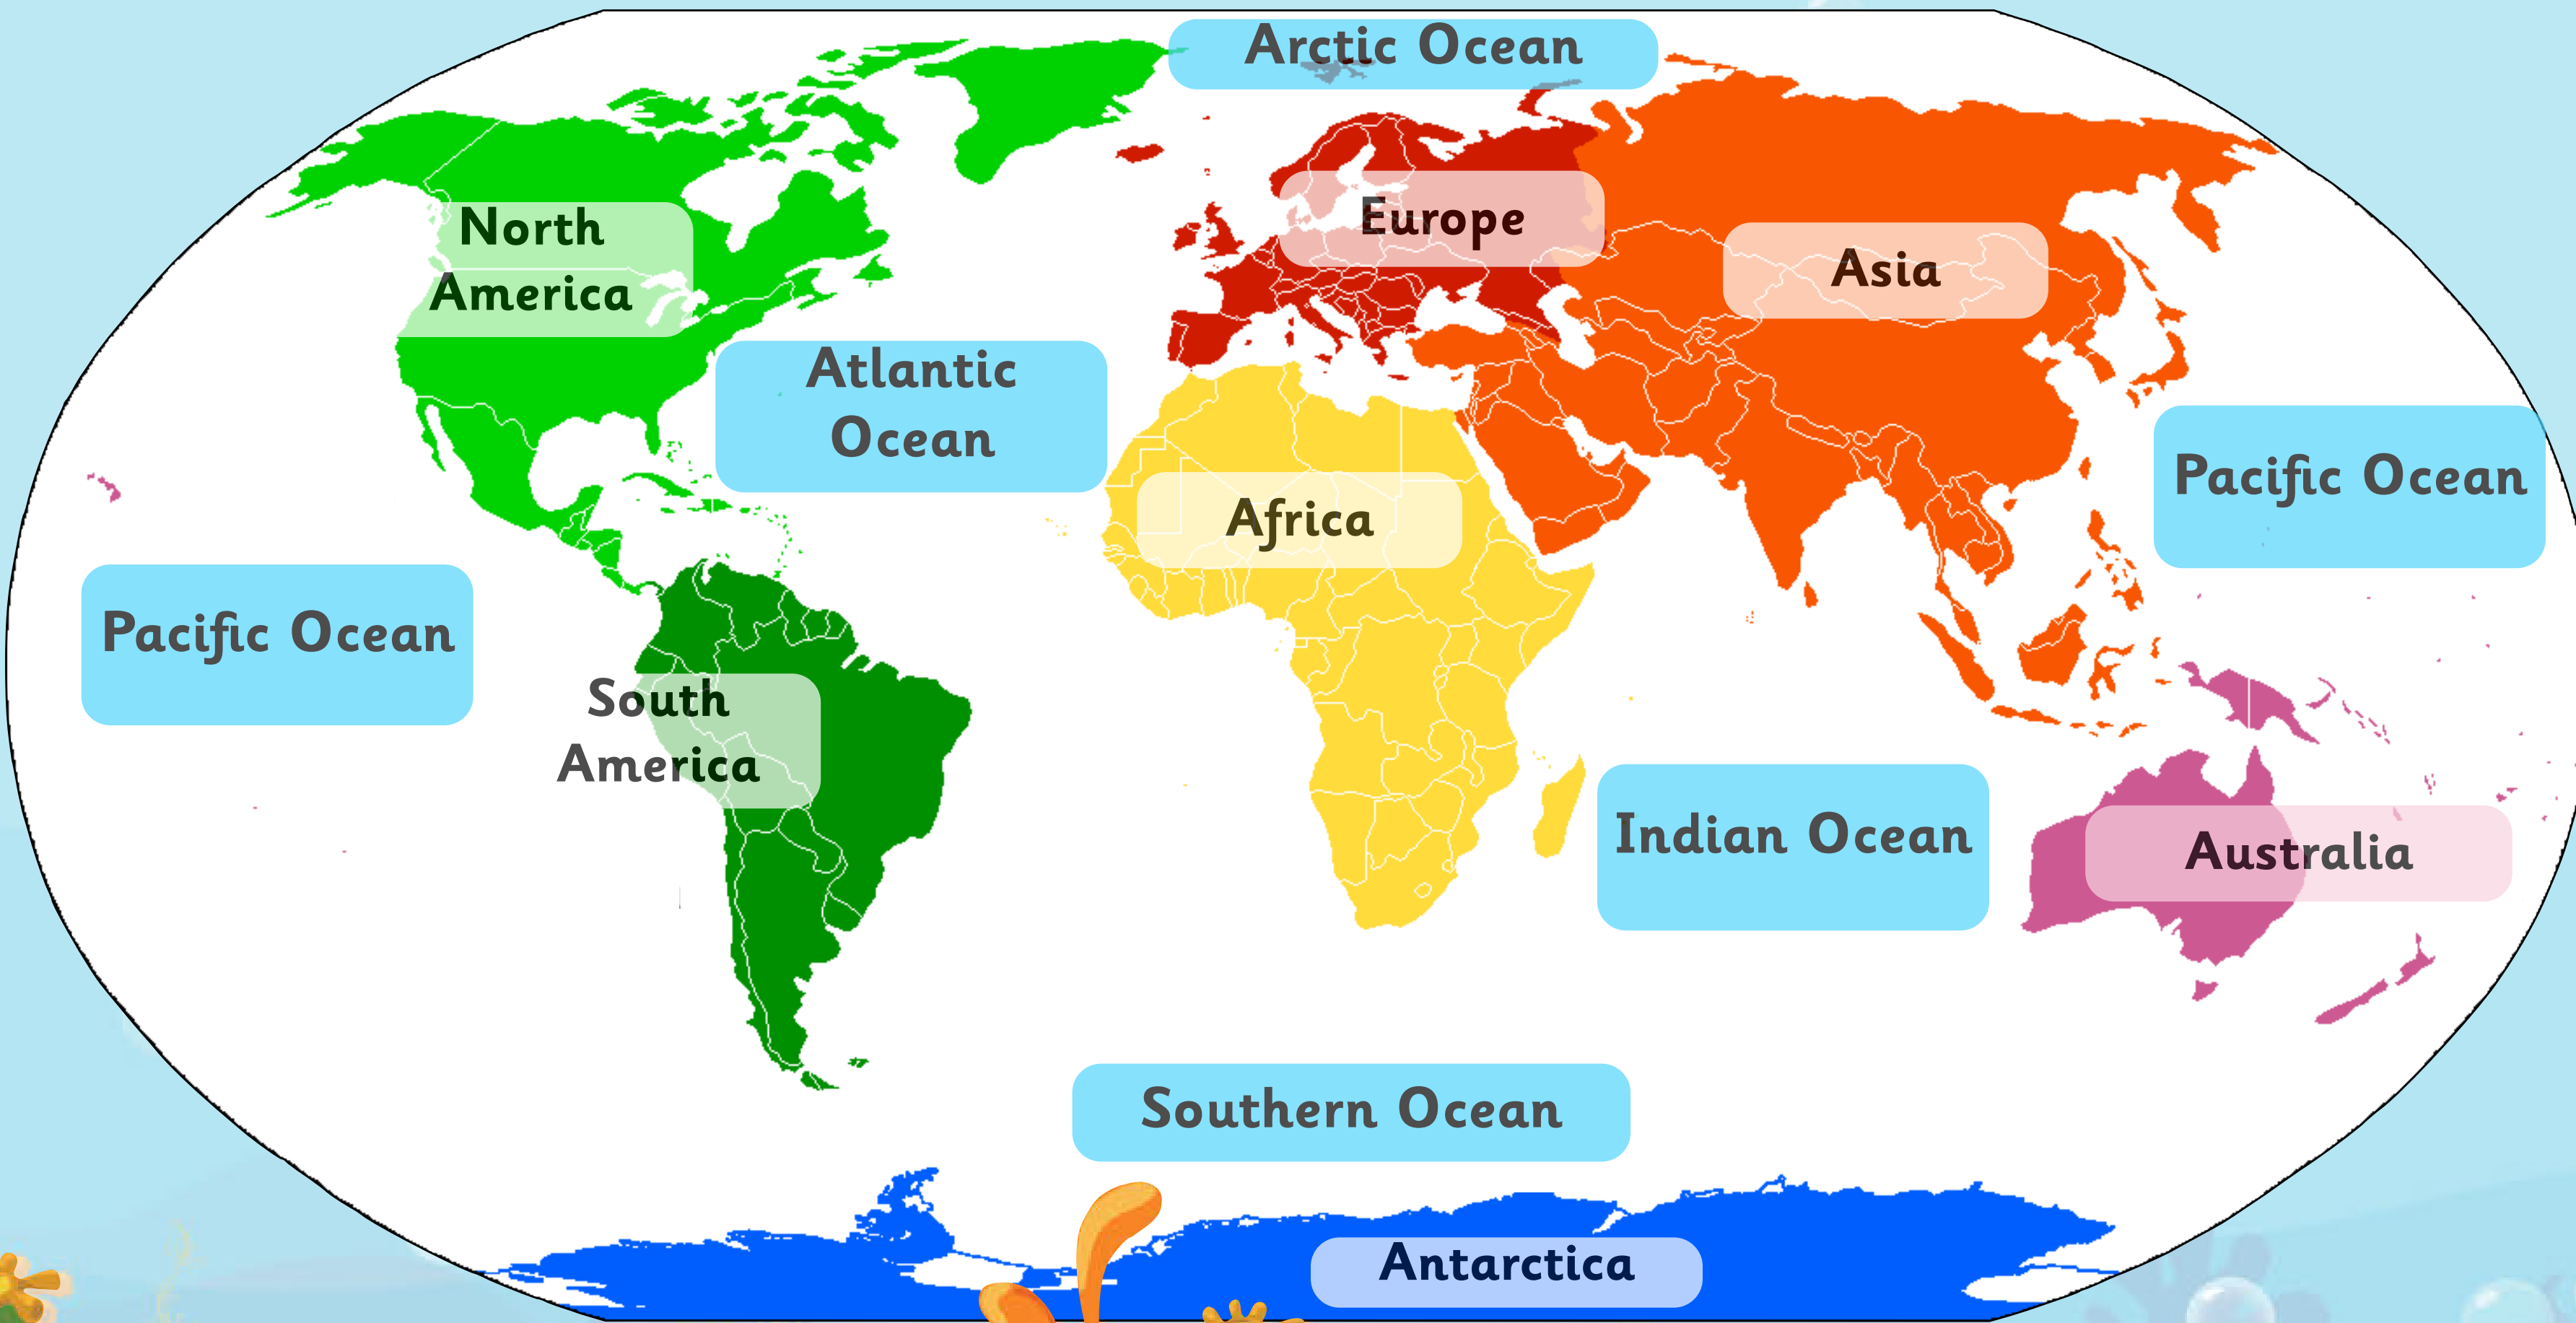 Arctic Ocean
North
America
Europe
Asia
Atlantic
Ocean
Africa
Pacific Ocean
Pacific Ocean
South
America
Indian Ocean
Australia
Southern Ocean
Antarctica